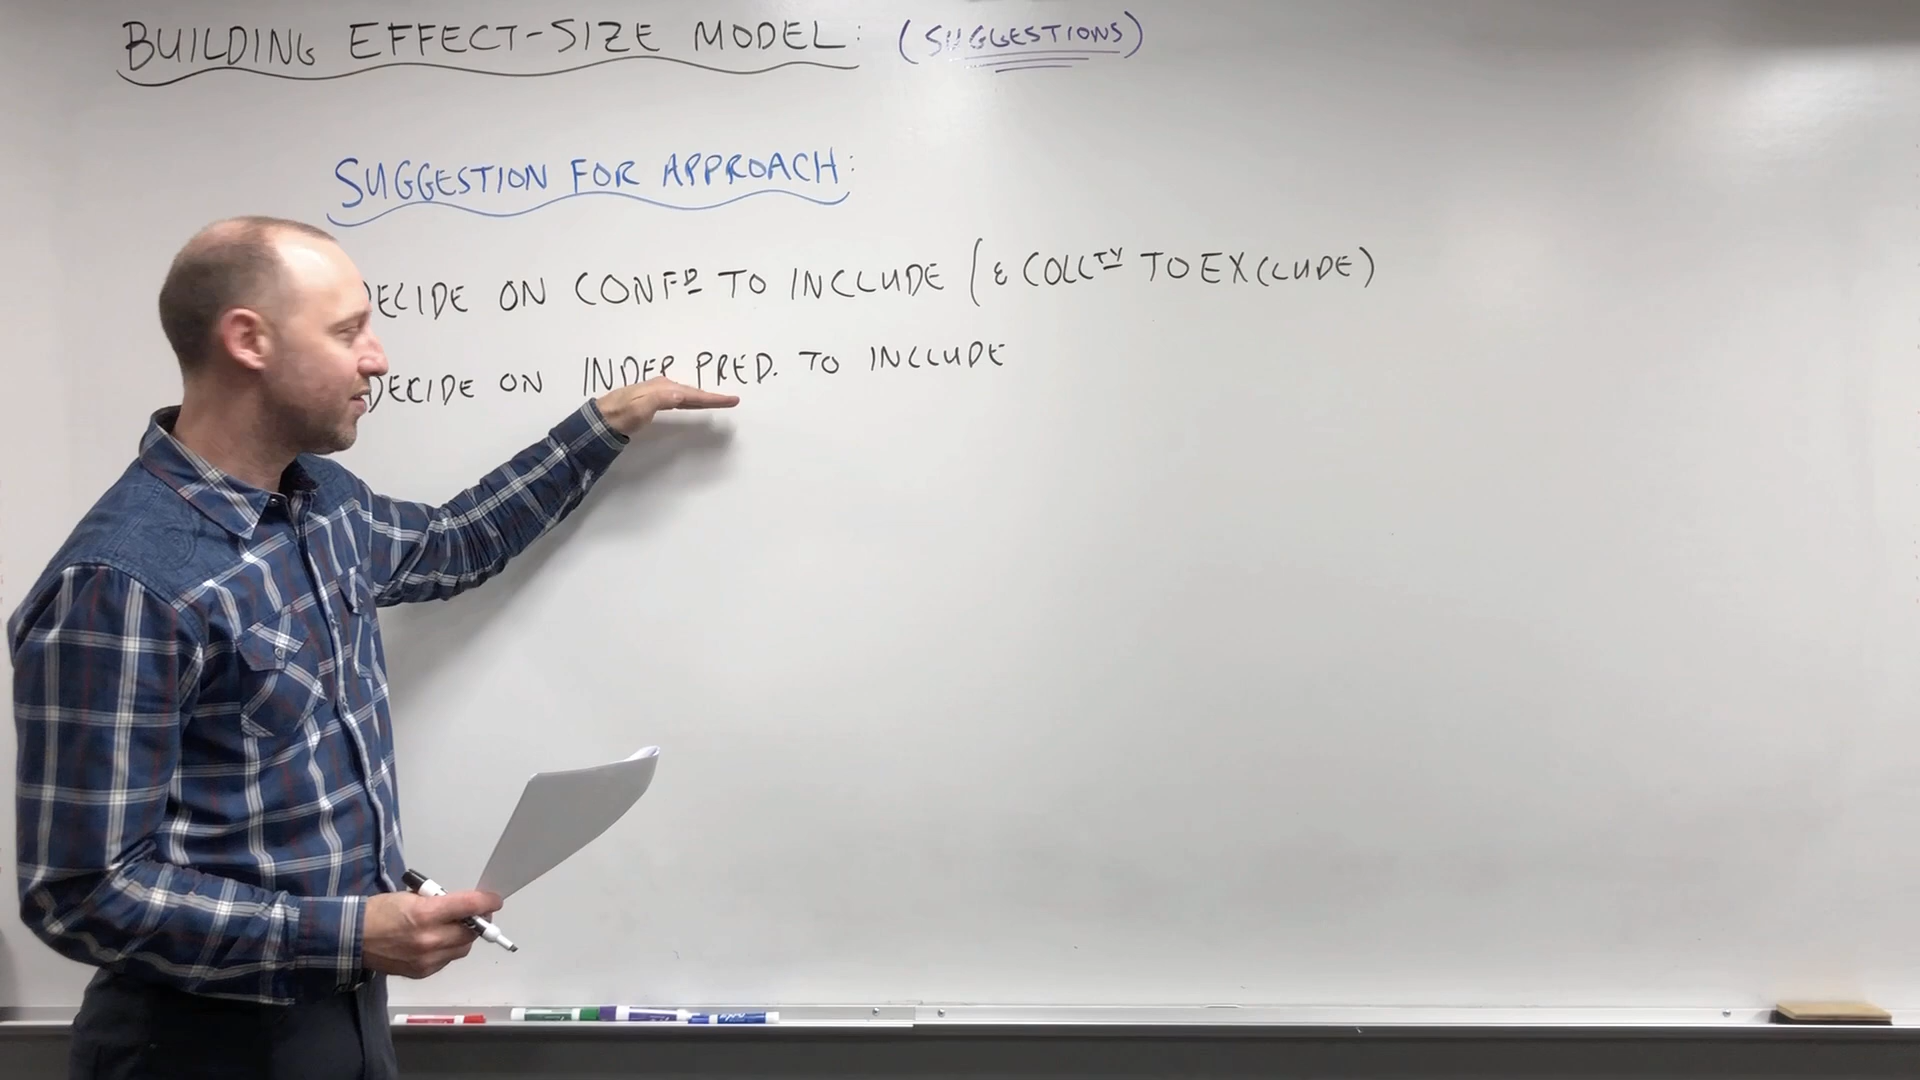 BUILDING EFFECT-SIZE MODEL: (SUGGESTIONS)
SUGGESTION FOR APPROACH:
DECIDE ON CONFD TO INCLUDE (& COLLTY TO EXCLUDE)
DECIDE ON INDEP PRED. TO INCLUDE